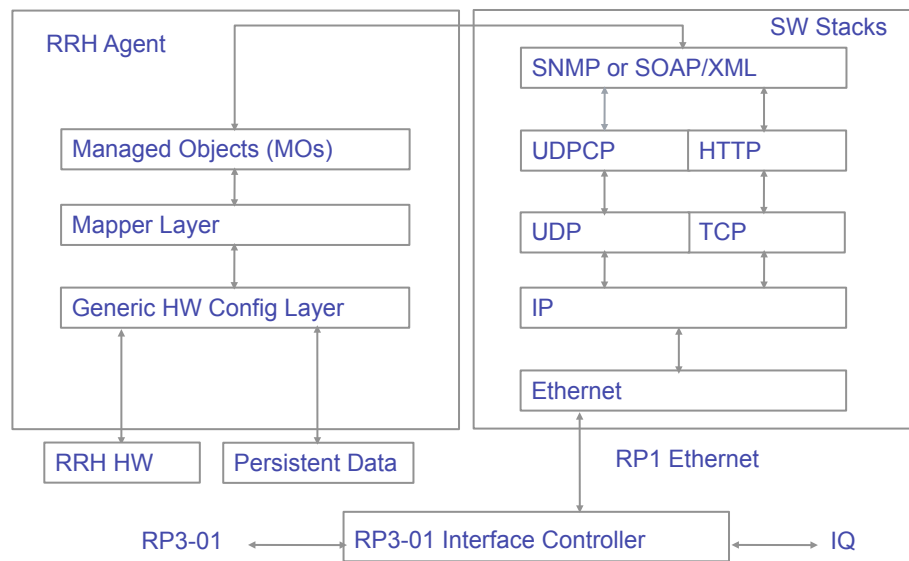 RRH Agent
SW Stacks
SNMP or SOAP/XML
Managed Objects (MOs)
UDPCP
HTTP
Mapper Layer
UDP
TCP
Generic HW Config Layer
IP
Ethernet
RRH HW
Persistent Data
RP1 Ethernet
RP3-01
RP3-01 Interface Controller
IQ